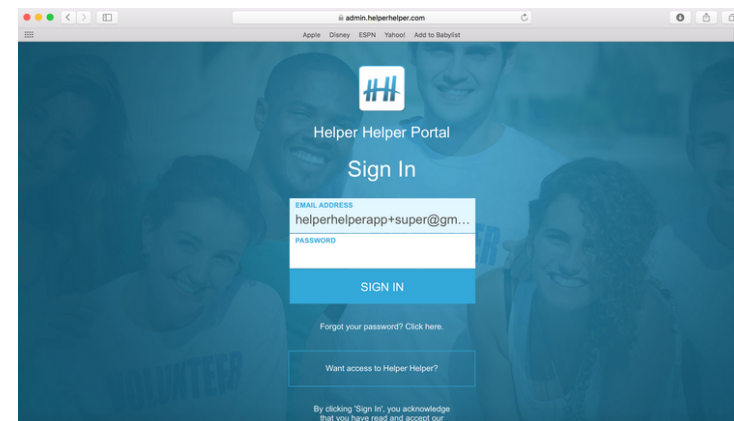 admin.helperhelper.com
Apple Disney ESPN Yahoo! Add to Babylist
HH
Helper Helper Portal
Sign In
EMAIL ADDRESS
helperhelperapp+super@gm...
PASSWORD
SIGN IN
Forgot your password? Click here.
Want access to Helper Helper?
VOLUNTEER
By clicking 'Sign In', you acknowledge
that you have read and accept our